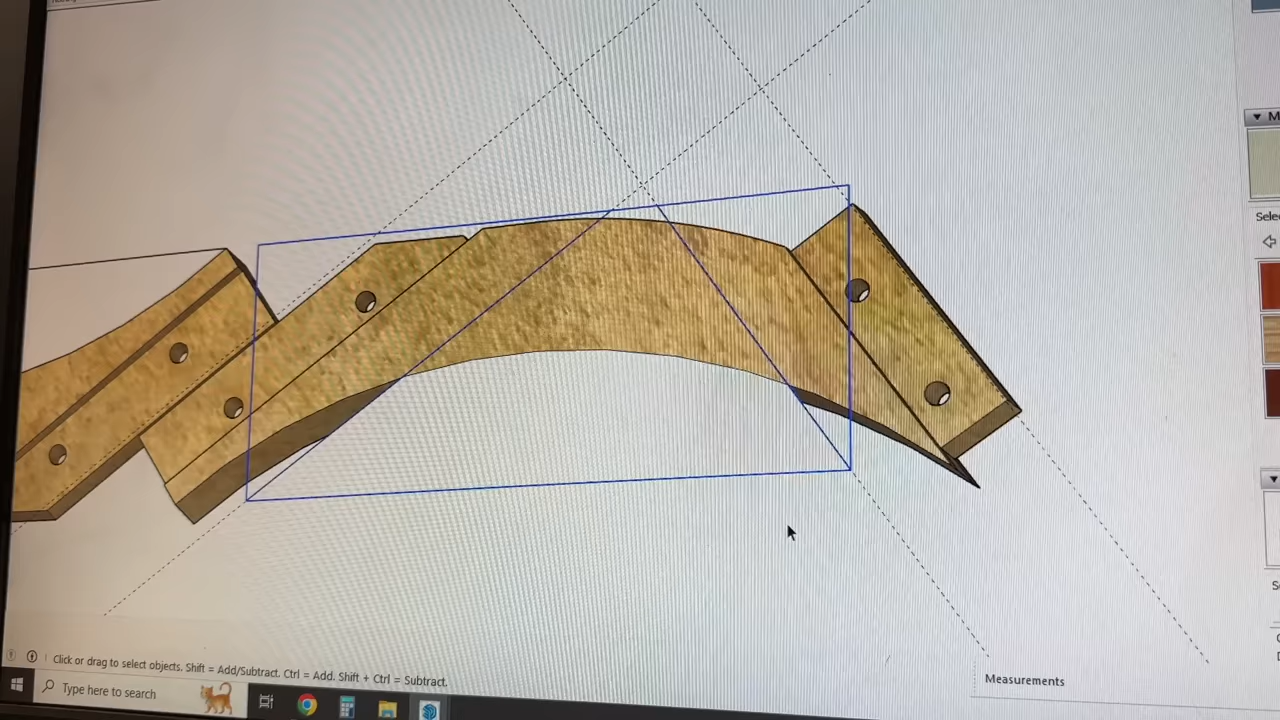 M
Sele
Click or drag to select objects. Shift = Add/Subtract. Ctrl = Add. Shift + Ctrl = Subtract.
Measurements
Type here to search